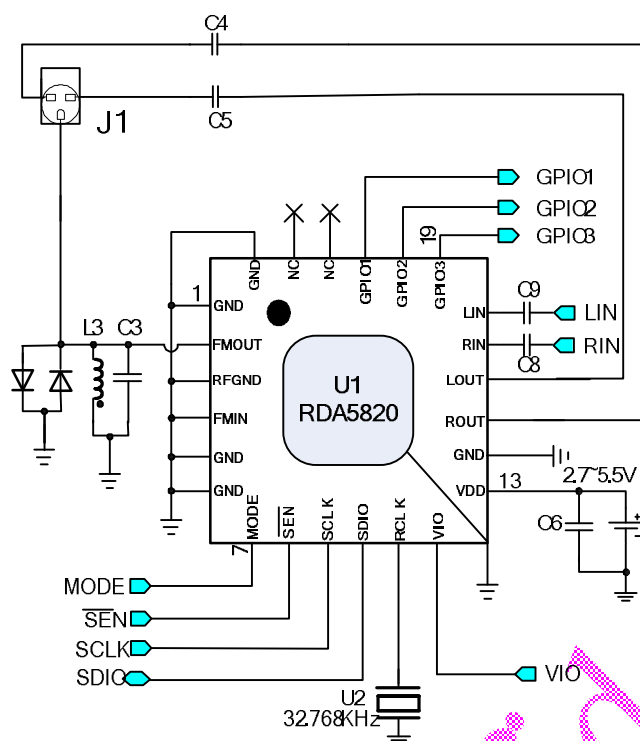 C4
C5
J1
GPIO1
GPIO2
GPIO3
19
GND
NC
NC
GPIO1
GPIO2
GPIO3
1
GND
LIN
C9
LIN
L3
C3
FMOUT
RIN
C8
RIN
RFGND
U1
RDA5820
LOUT
FMIN
ROUT
GND
GND
GND
VDD
13
2.7~5.5V
C6
7
MODE
SEN
SCLK
SDIO
RCLK
VIO
MODE
SEN
SCLK
SDIO
VIO
U2
32.768KHz